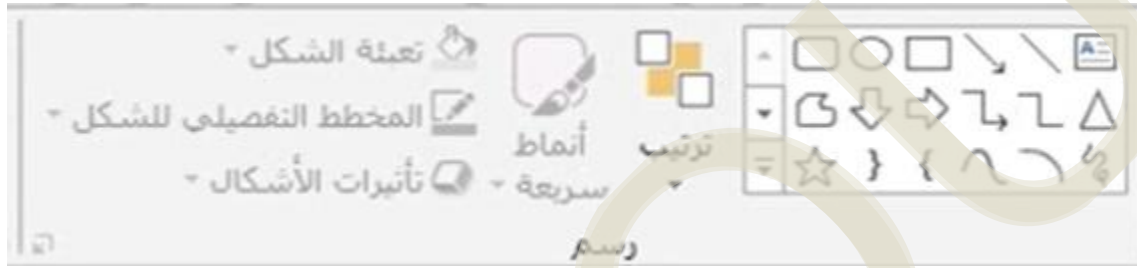 ترتيب
أنماط
سريعة
تعبئة الشكل
المخطط التفصيلي للشكل
تأثيرات الأشكال
رسم